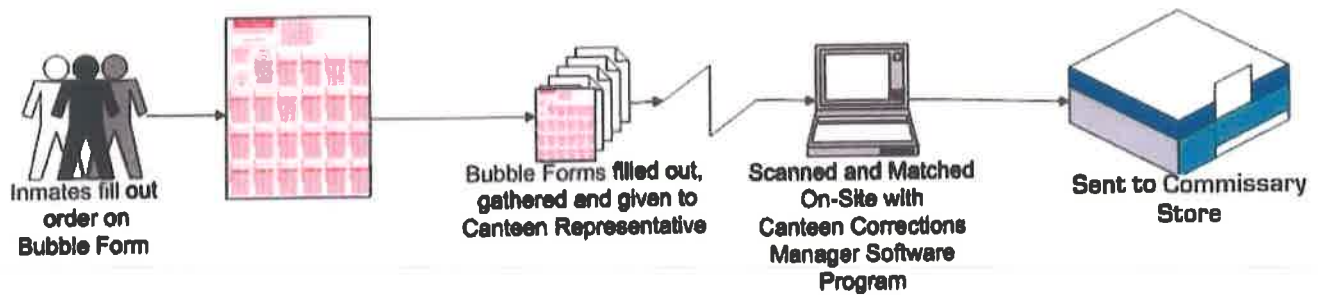 Inmates fill out
order on
Bubble Form
Bubble Forms filled out,
gathered and given to
Canteen Representative
Scanned and Matched
On-Site with
Canteen Corrections
Manager Software
Program
Sent to Commissary
Store